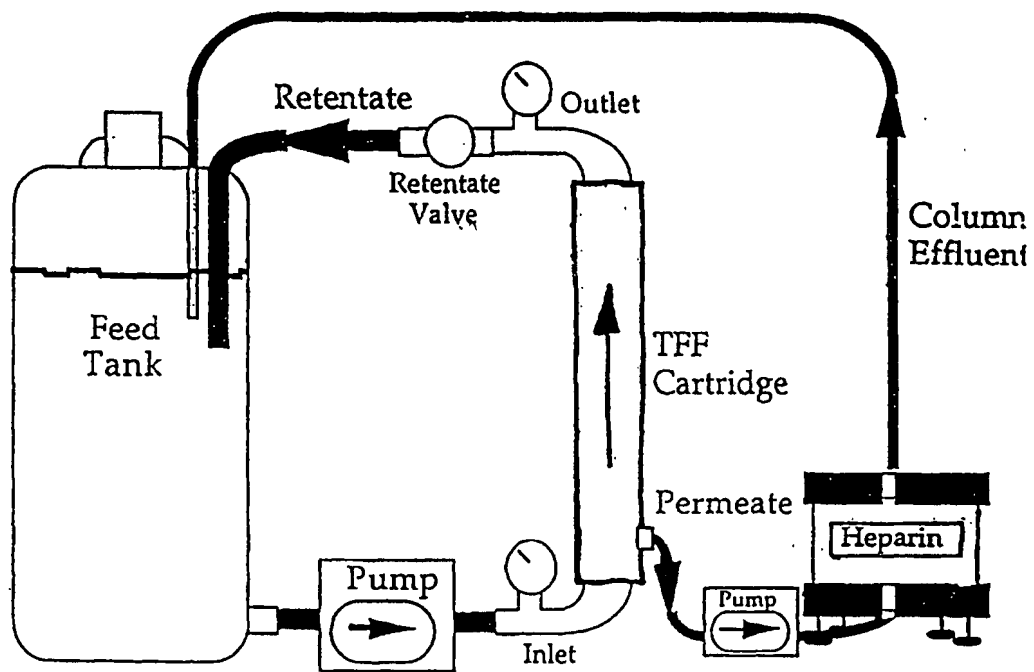 Retentate
Outlet
Retentate
Valve
Column
Effluent
Feed
Tank
TFF
Cartridge
Permeate
Heparin
Pump
Pump
Inlet